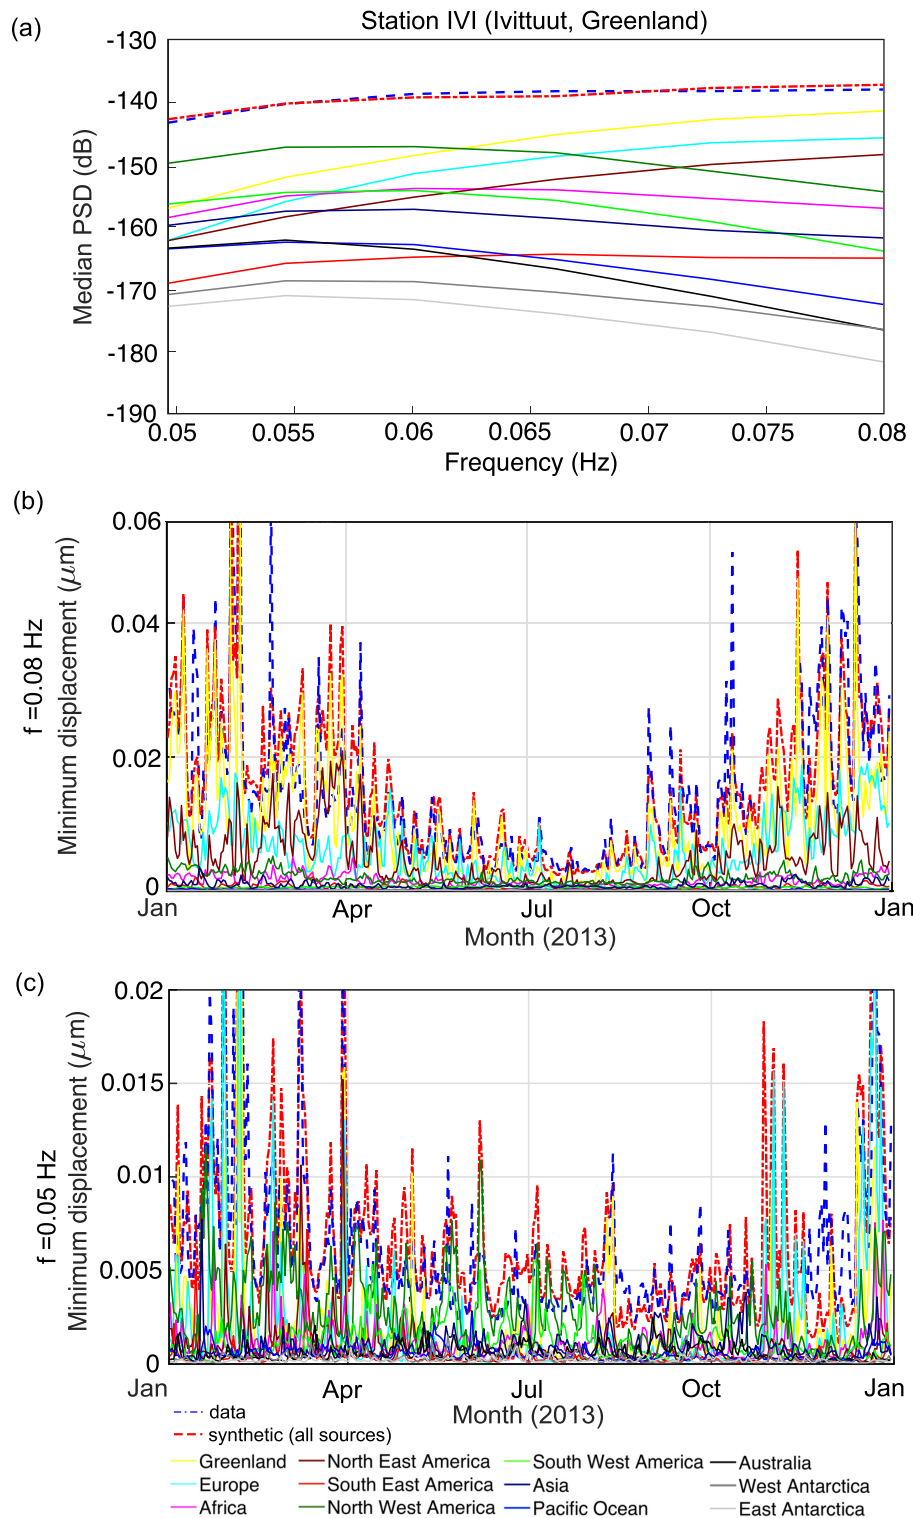 (a)
Station IVI (Ivittuut, Greenland)
-130
-140
-150
-160
-170
-180
-190
Median PSD (dB)
0.05 0.055 0.06 0.065 0.07 0.075 0.08
Frequency (Hz)
(b)
f =0.08 Hz
Minimum displacement (μm)
0.06
0.04
0.02
0
Jan Apr Jul Oct Jan
Month (2013)
(c)
f =0.05 Hz
Minimum displacement (μm)
0.02
0.015
0.01
0.005
0
Jan Apr Jul Oct Jan
Month (2013)
data
synthetic (all sources)
Greenland North East America South West America Australia
Europe South East America Asia West Antarctica
Africa North West America Pacific Ocean East Antarctica